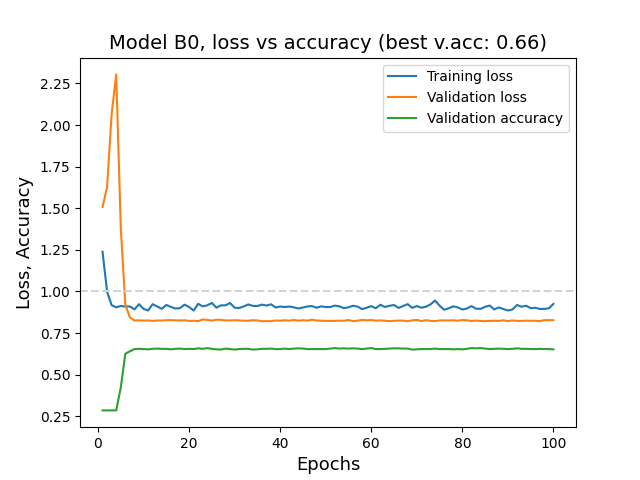 Model B0, loss vs accuracy (best v.acc: 0.66)
Training loss
Validation loss
Validation accuracy
Loss, Accuracy
2.25
2.00
1.75
1.50
1.25
1.00
0.75
0.50
0.25
0 20 40 60 80 100
Epochs